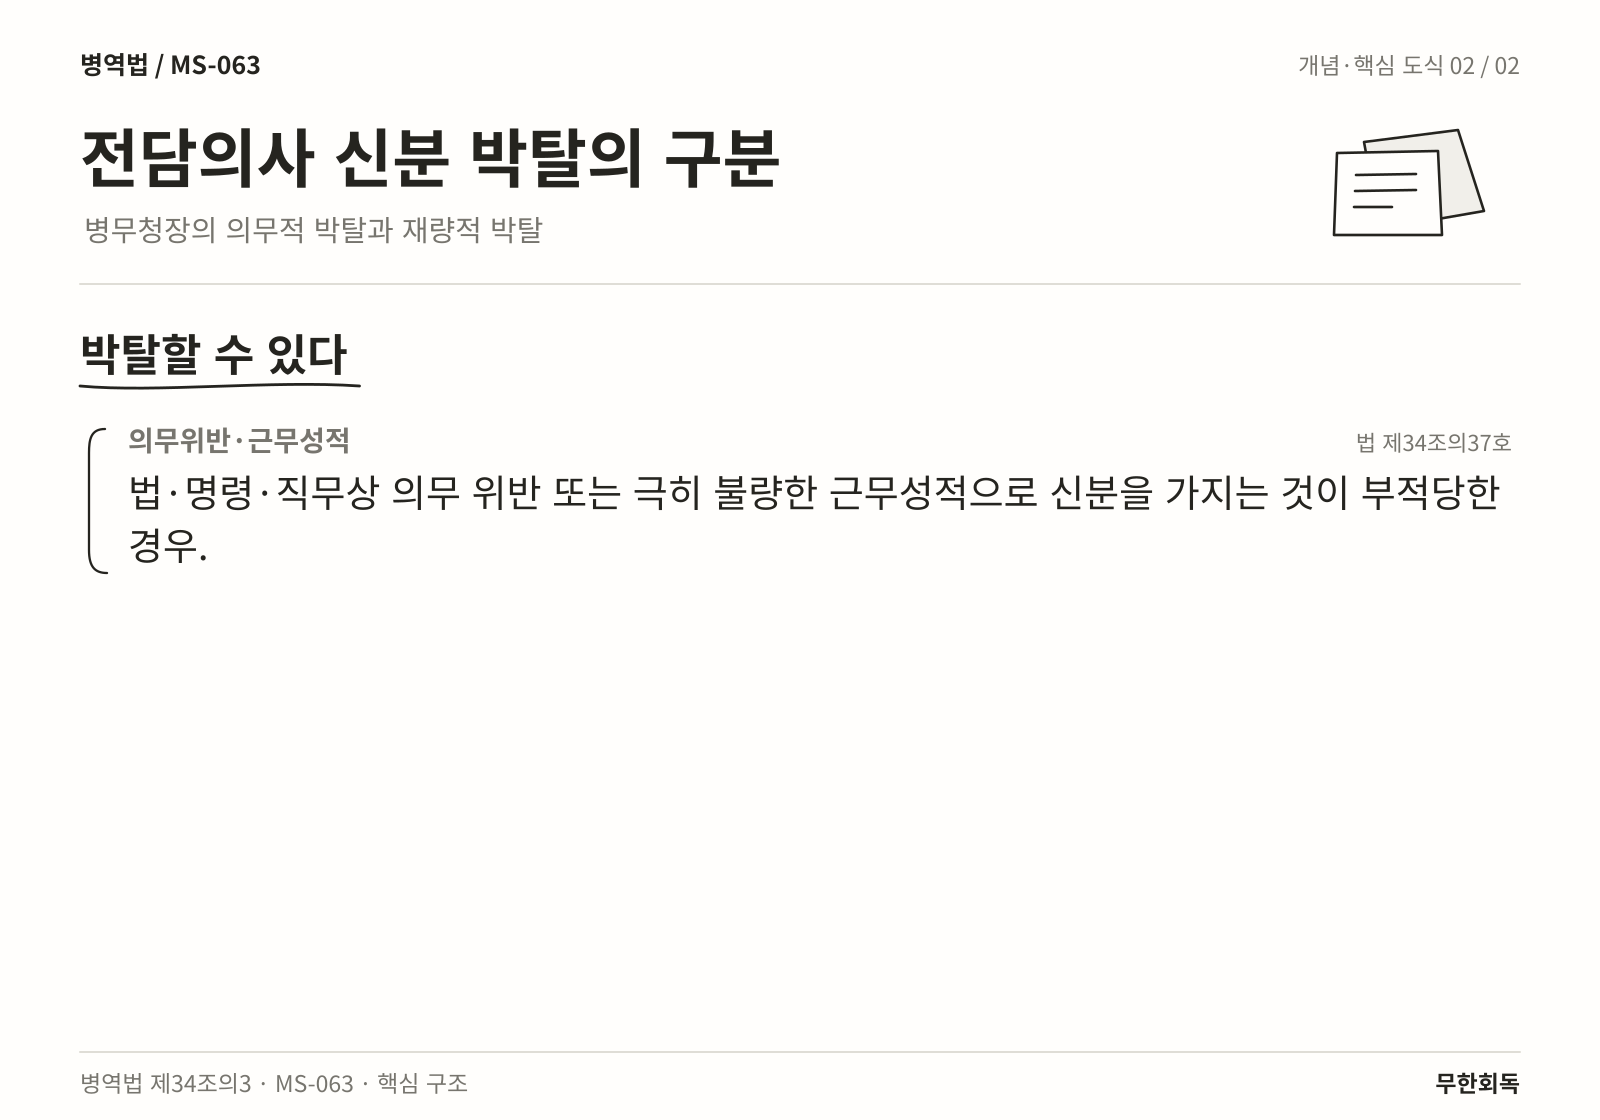 병역법 / MS-063
개념·핵심 도식 02 / 02
전담의사 신분 박탈의 구분
병무청장의 의무적 박탈과 재량적 박탈
박탈할 수 있다
의무위반·근무성적
법 제34조의37호
법·명령·직무상 의무 위반 또는 극히 불량한 근무성적으로 신분을 가지는 것이 부적당한
경우.
병역법 제34조의3 · MS-063 · 핵심 구조
무한회독